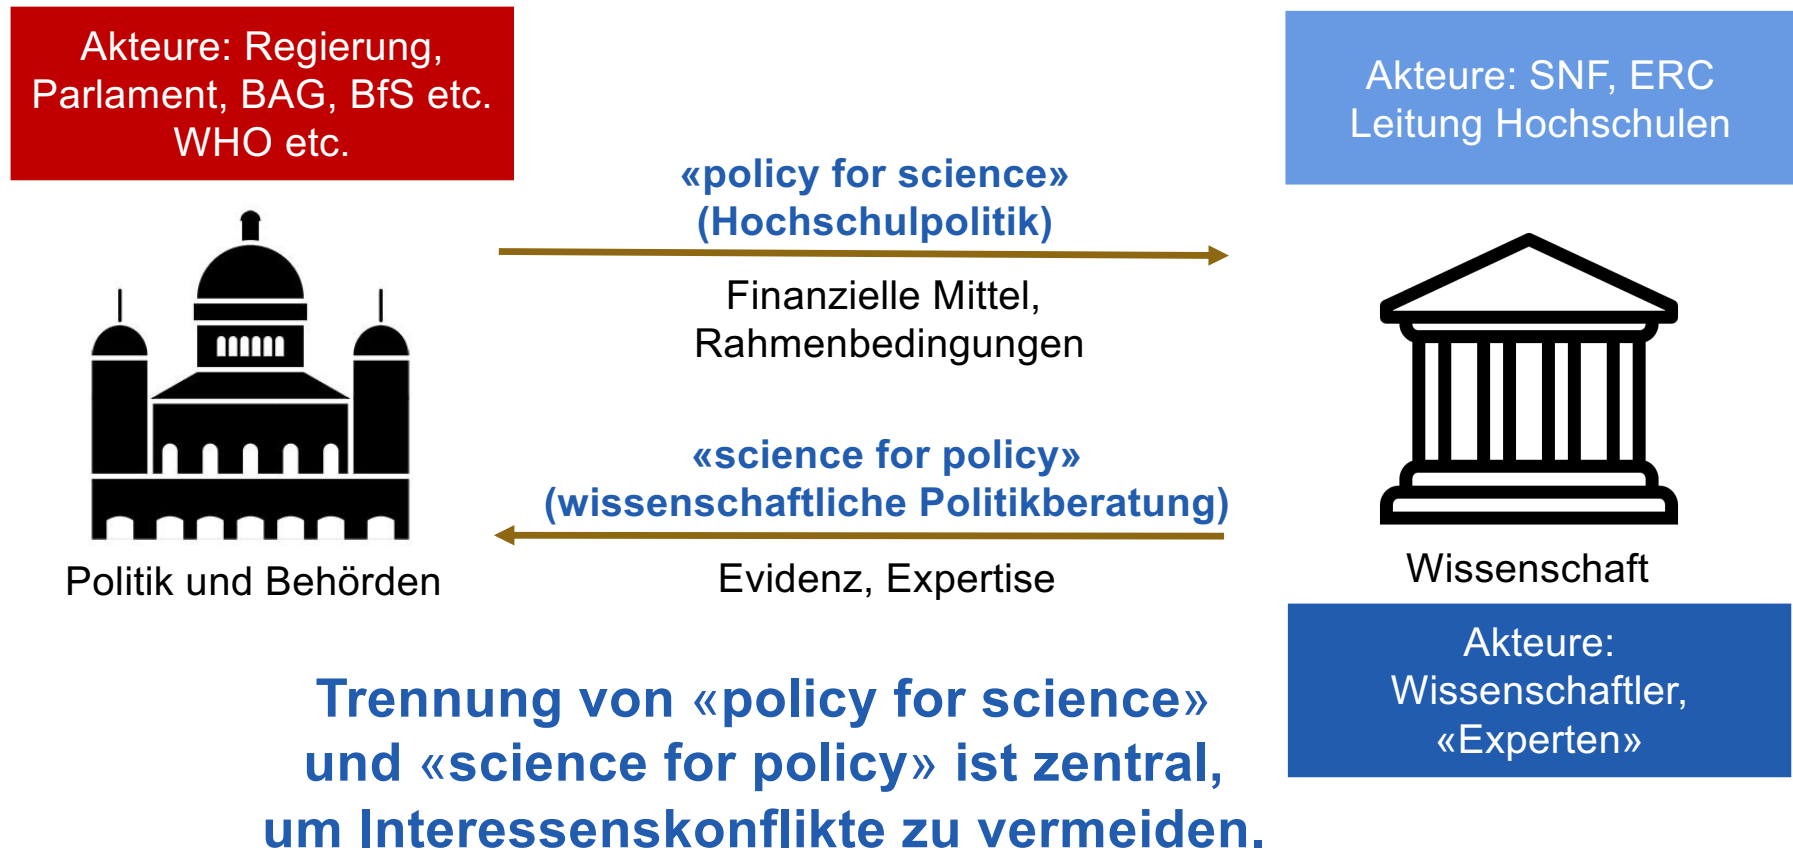 Akteure: Regierung,
Parlament, BAG, BfS etc.
WHO etc.
Akteure: SNF, ERC
Leitung Hochschulen
«policy for science»
(Hochschulpolitik)
Finanzielle Mittel,
Rahmenbedingungen
«science for policy»
(wissenschaftliche Politikberatung)
Evidenz, Expertise
Politik und Behörden
Wissenschaft
Akteure:
Wissenschaftler,
«Experten»
Trennung von «policy for science»
und «science for policy» ist zentral,
um Interessenskonflikte zu vermeiden.